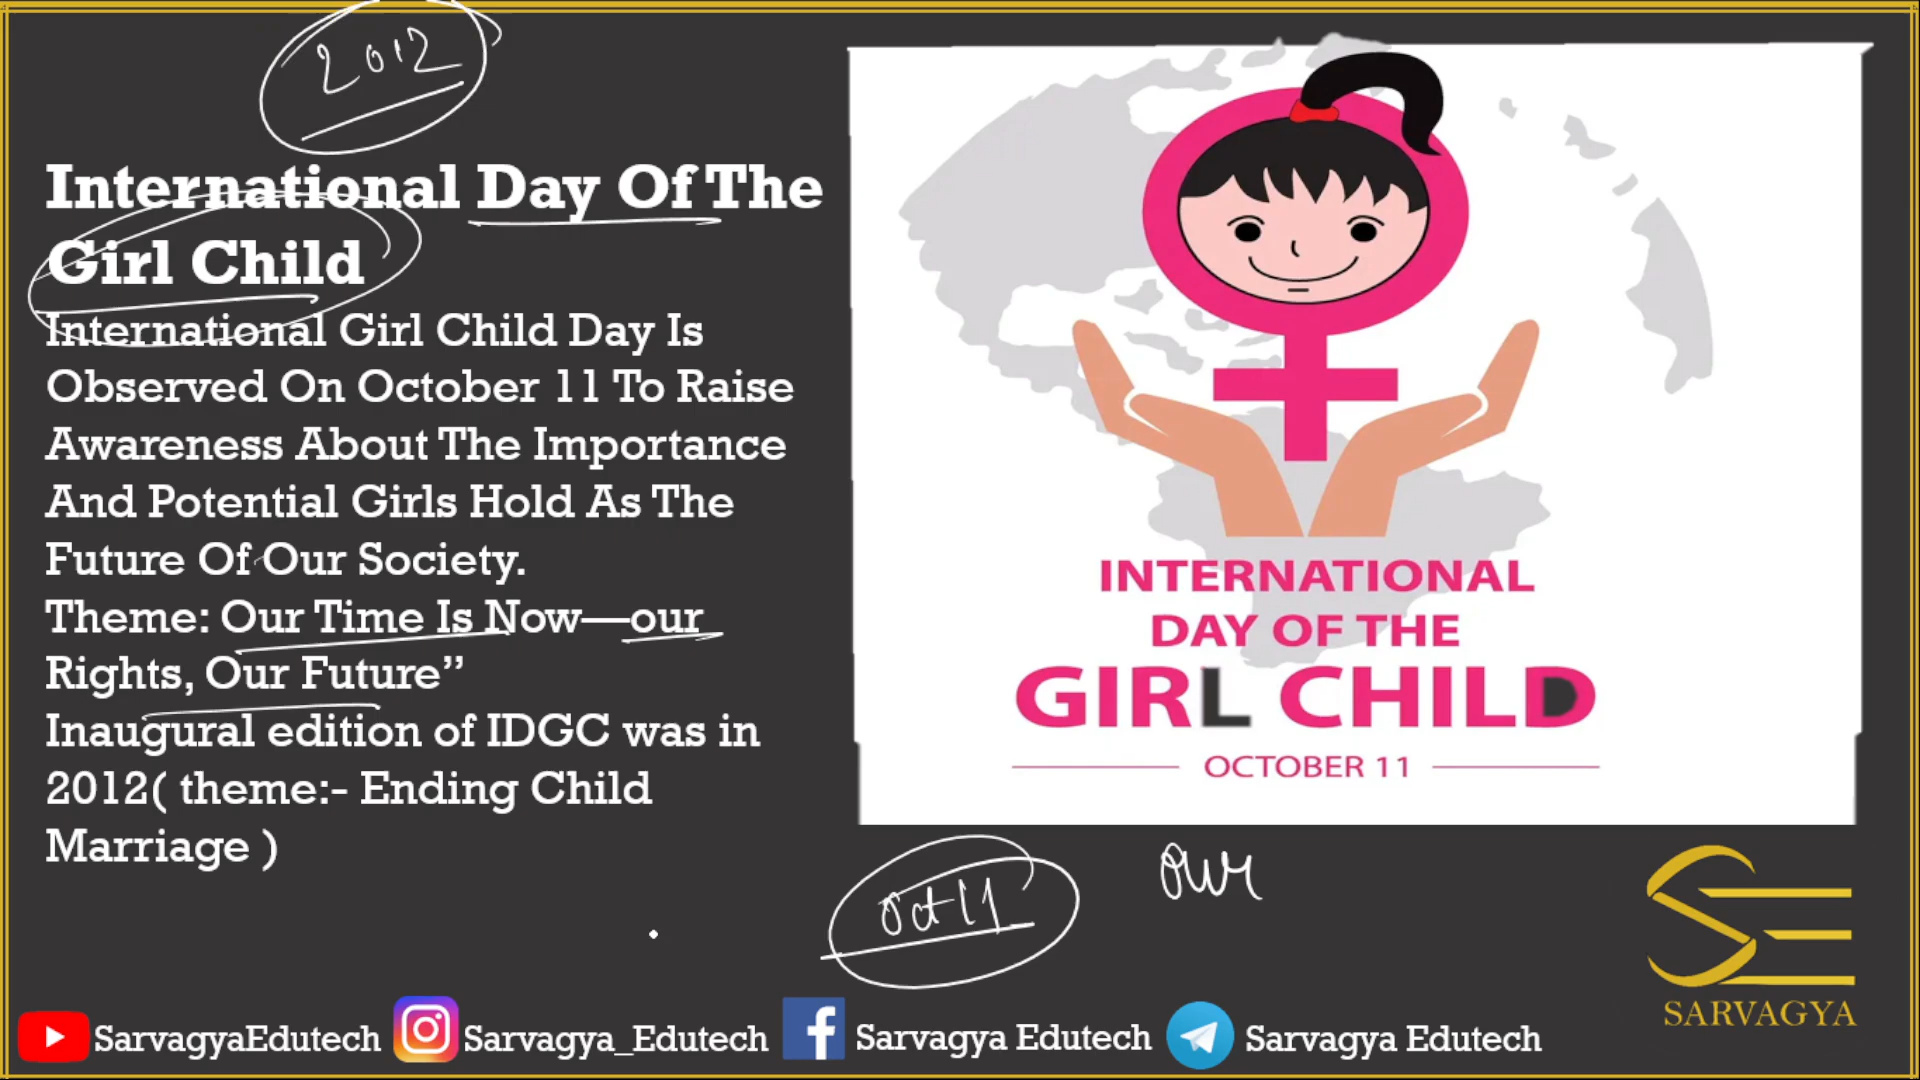 2012
International Day Of The
Girl Child
International Girl Child Day Is
Observed On October 11 To Raise
Awareness About The Importance
And Potential Girls Hold As The
Future Of Our Society.
Theme: Our Time Is Now—our
Rights, Our Future”
Inaugural edition of IDGC was in
2012( theme:- Ending Child
Marriage )
INTERNATIONAL
DAY OF THE
GIRL CHILD
OCTOBER 11
Oct 11
our
SARVAGYA
SarvagyaEdutech
Sarvagya_Edutech
Sarvagya Edutech
Sarvagya Edutech